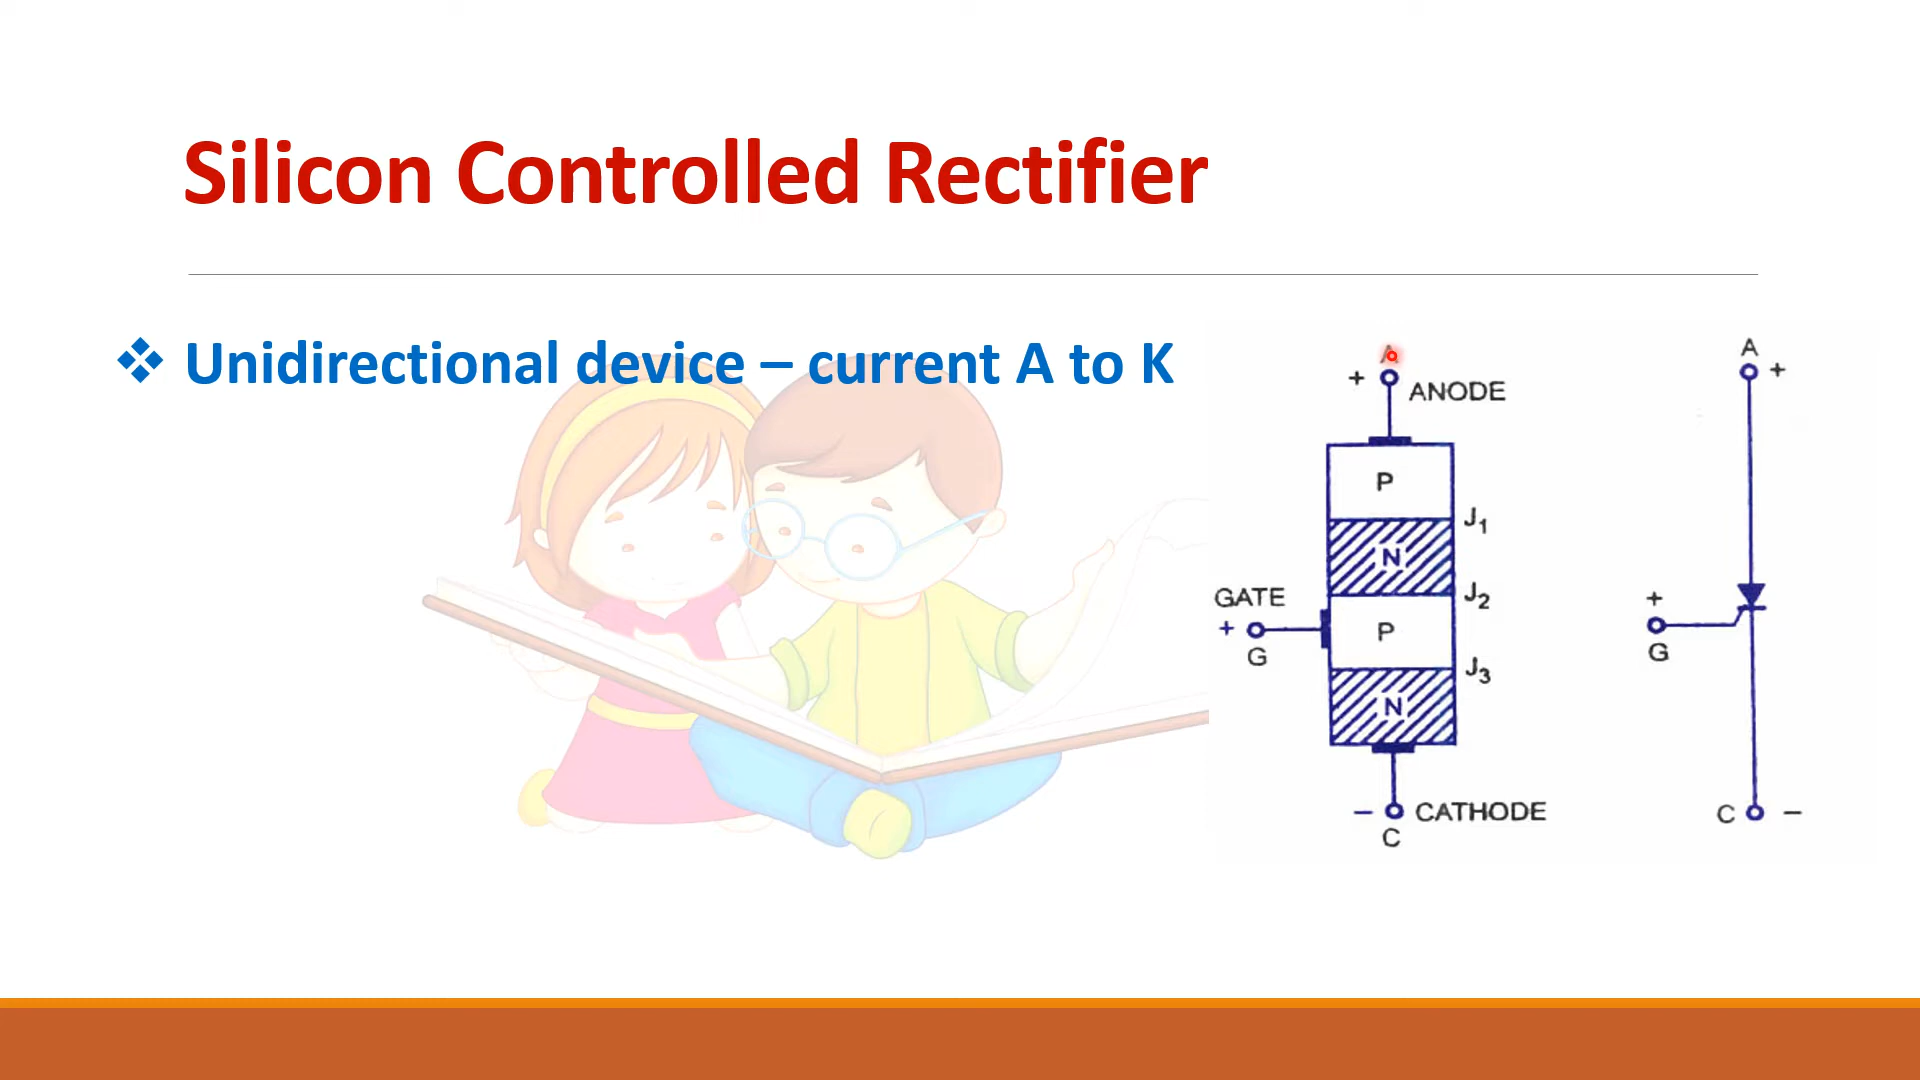 Silicon Controlled Rectifier
❖ Unidirectional device – current A to K
A
+ ANODE
P
J1
N
J2
GATE
+
G
P
J3
N
– CATHODE
C
A
+
+
G
C –